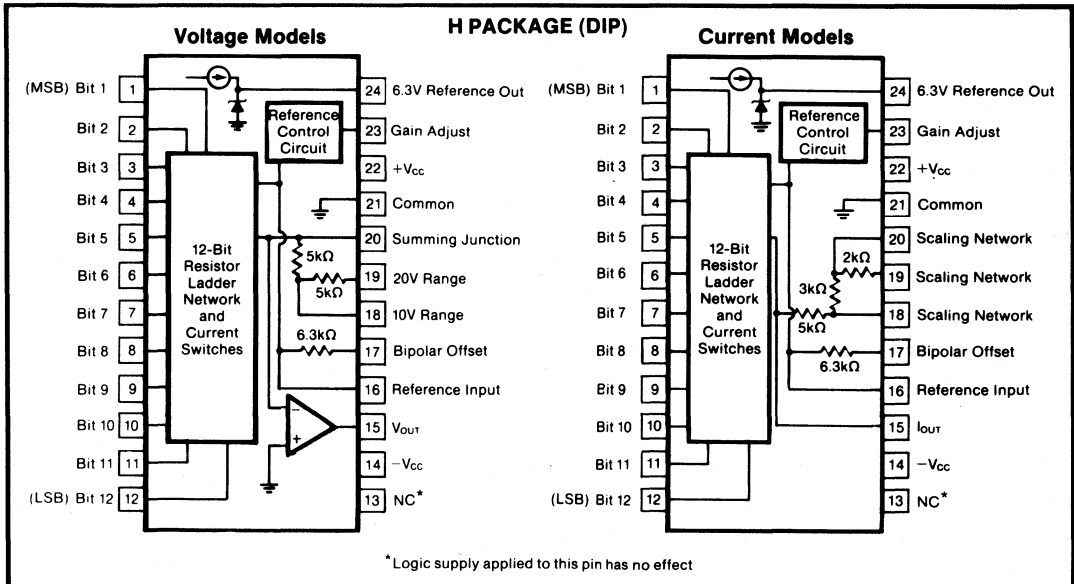 H PACKAGE (DIP)
Voltage Models
(MSB) Bit 1
Bit 2
Bit 3
Bit 4
Bit 5
Bit 6
Bit 7
Bit 8
Bit 9
Bit 10
Bit 11
(LSB) Bit 12
1
2
3
4
5
6
7
8
9
10
11
12
Reference
Control
Circuit
12-Bit
Resistor
Ladder
Network
and
Current
Switches
5kΩ
5kΩ
6.3kΩ
−
+
24 6.3V Reference Out
23 Gain Adjust
22 +Vcc
21 Common
20 Summing Junction
19 20V Range
18 10V Range
17 Bipolar Offset
16 Reference Input
15 VOUT
14 −Vcc
13 NC*
Current Models
(MSB) Bit 1
Bit 2
Bit 3
Bit 4
Bit 5
Bit 6
Bit 7
Bit 8
Bit 9
Bit 10
Bit 11
(LSB) Bit 12
1
2
3
4
5
6
7
8
9
10
11
12
Reference
Control
Circuit
12-Bit
Resistor
Ladder
Network
and
Current
Switches
2kΩ
3kΩ
5kΩ
6.3kΩ
24 6.3V Reference Out
23 Gain Adjust
22 +Vcc
21 Common
20 Scaling Network
19 Scaling Network
18 Scaling Network
17 Bipolar Offset
16 Reference Input
15 IOUT
14 −Vcc
13 NC*
*Logic supply applied to this pin has no effect